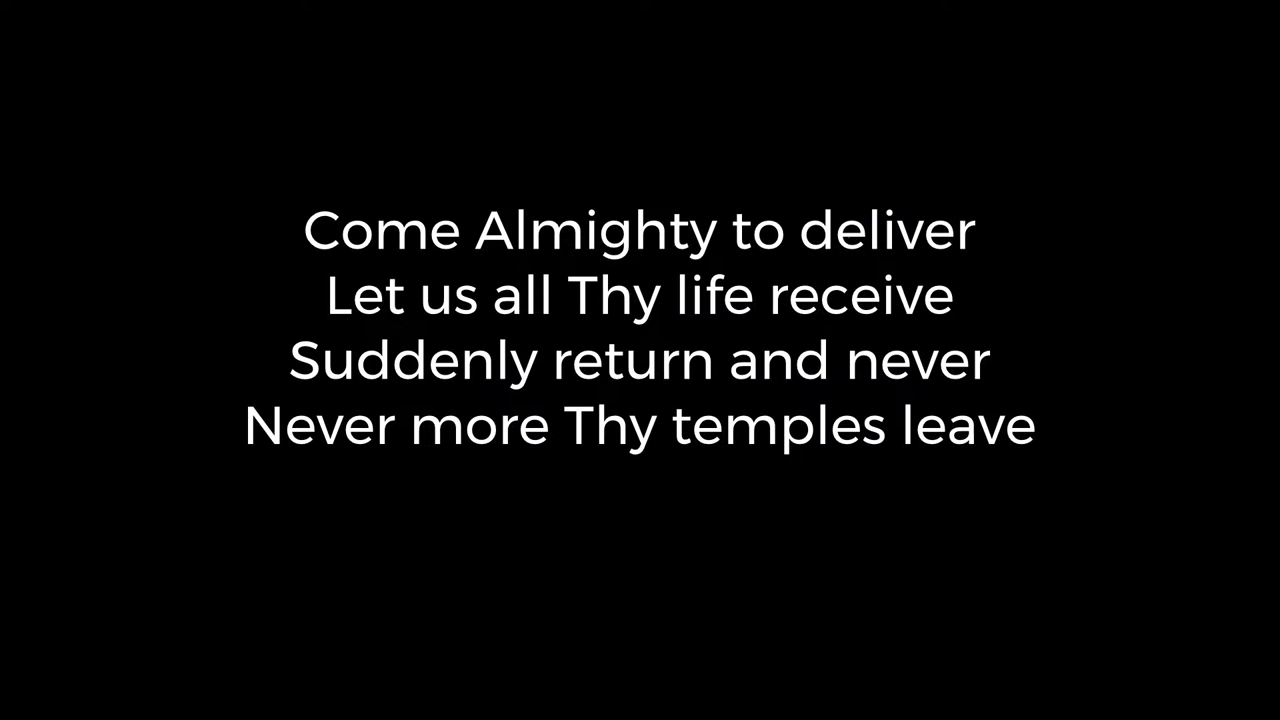 Come Almighty to deliver
Let us all Thy life receive
Suddenly return and never
Never more Thy temples leave